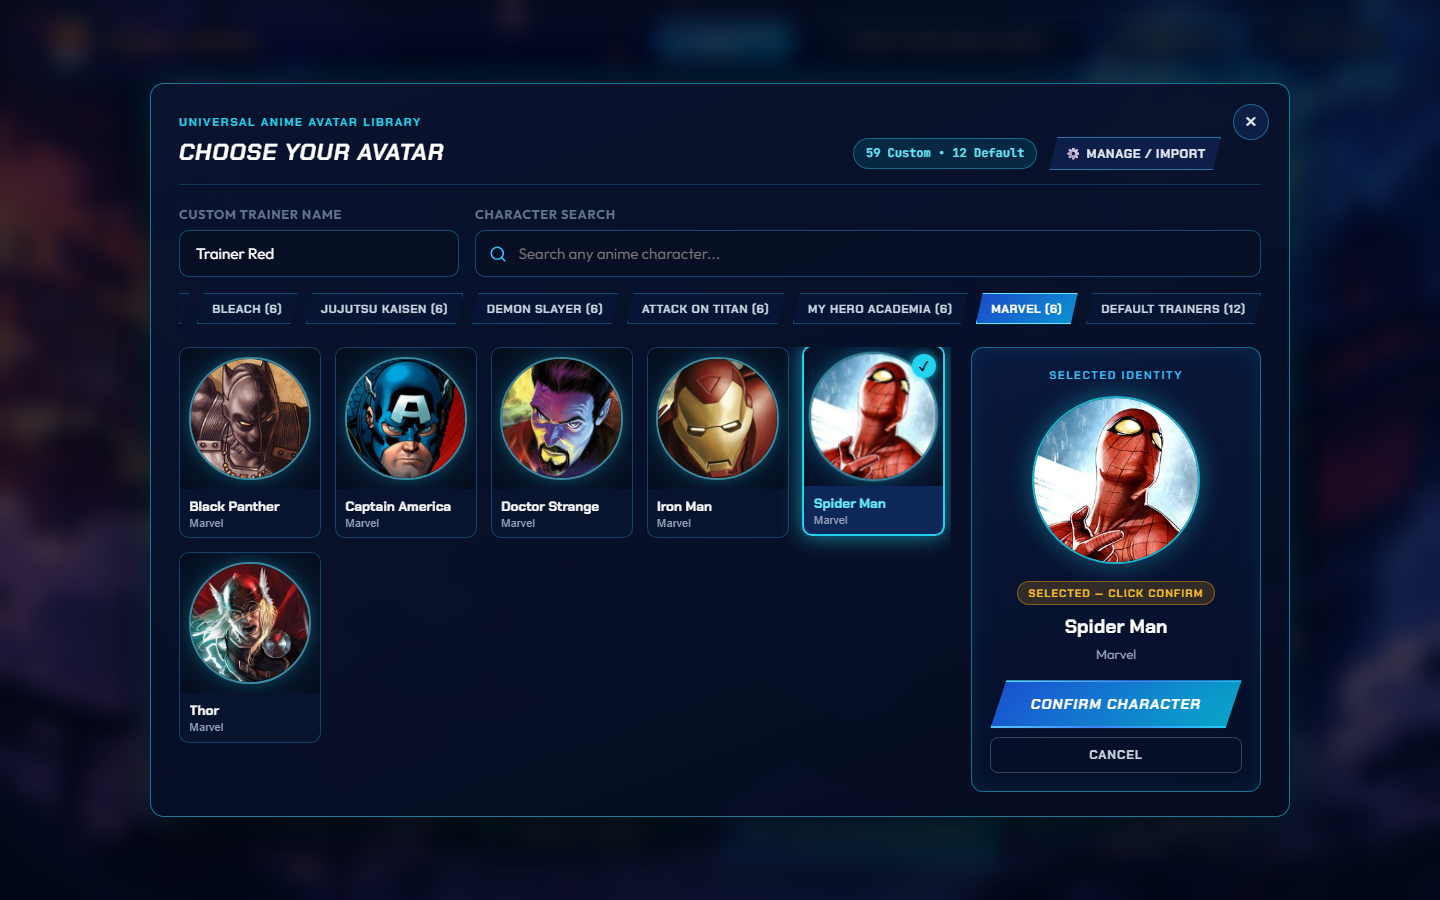 UNIVERSAL ANIME AVATAR LIBRARY
CHOOSE YOUR AVATAR
59 Custom • 12 Default
MANAGE / IMPORT
CUSTOM TRAINER NAME
CHARACTER SEARCH
Trainer Red
Search any anime character...
BLEACH (6)
JUJUTSU KAISEN (6)
DEMON SLAYER (6)
ATTACK ON TITAN (6)
MY HERO ACADEMIA (6)
MARVEL (6)
DEFAULT TRAINERS (12)
Black Panther
Marvel
Captain America
Marvel
Doctor Strange
Marvel
Iron Man
Marvel
Spider Man
Marvel
Thor
Marvel
SELECTED IDENTITY
SELECTED — CLICK CONFIRM
Spider Man
Marvel
CONFIRM CHARACTER
CANCEL